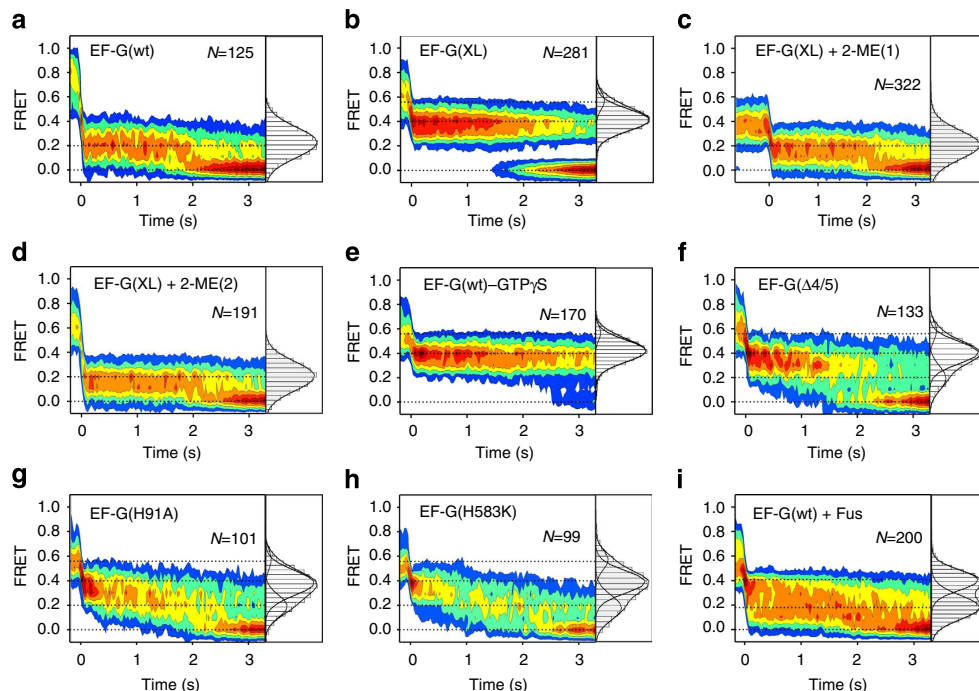 a
b
c
EF-G(wt)
N=125
EF-G(XL)
N=281
EF-G(XL) + 2-ME(1)
N=322
FRET
1.0
0.8
0.6
0.4
0.2
0.0
1.0
0.8
0.6
0.4
0.2
0.0
FRET
1.0
0.8
0.6
0.4
0.2
0.0
0 1 2 3
0 1 2 3
0 1 2 3
Time (s)
Time (s)
Time (s)
d
e
f
EF-G(XL) + 2-ME(2)
N=191
EF-G(wt)–GTPγS
N=170
EF-G(Δ4/5)
N=133
FRET
1.0
0.8
0.6
0.4
0.2
0.0
1.0
0.8
0.6
0.4
0.2
0.0
FRET
1.0
0.8
0.6
0.4
0.2
0.0
0 1 2 3
0 1 2 3
0 1 2 3
Time (s)
Time (s)
Time (s)
g
h
i
EF-G(H91A)
N=101
EF-G(H583K)
N=99
EF-G(wt) + Fus
N=200
FRET
1.0
0.8
0.6
0.4
0.2
0.0
1.0
0.8
0.6
0.4
0.2
0.0
FRET
1.0
0.8
0.6
0.4
0.2
0.0
0 1 2 3
0 1 2 3
0 1 2 3
Time (s)
Time (s)
Time (s)